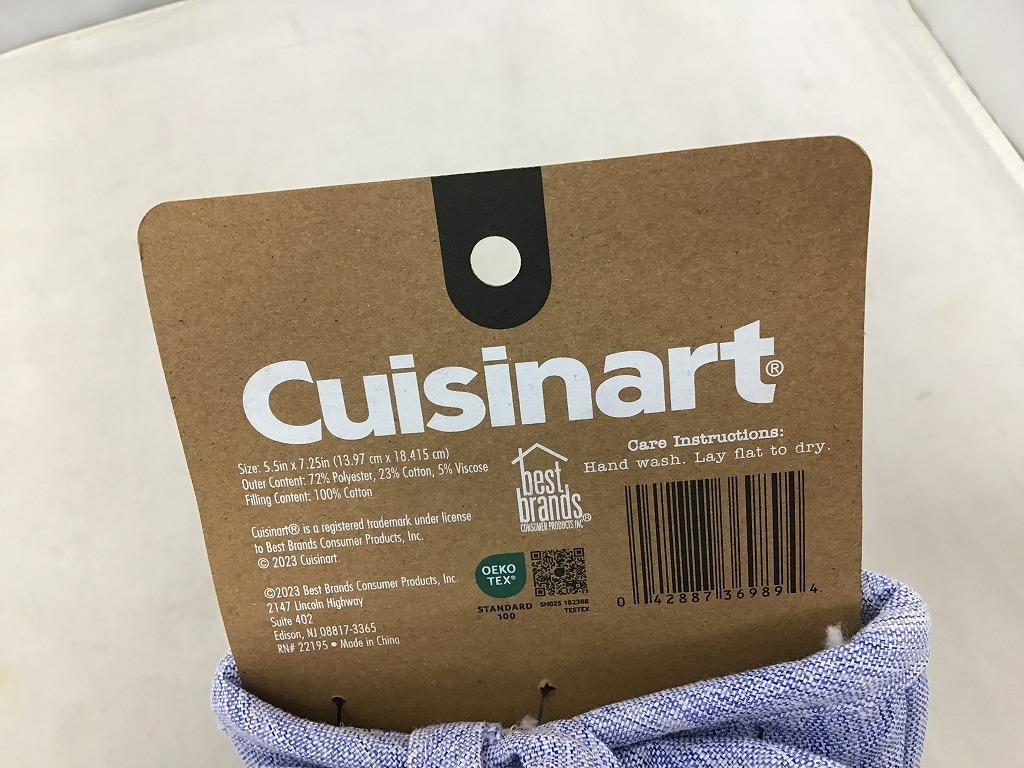 Cuisinart®
Size: 5.5in x 7.25in (13.97 cm x 18.415 cm)
Outer Content: 72% Polyester, 23% Cotton, 5% Viscose
Filling Content: 100% Cotton
Cuisinart® is a registered trademark under license
to Best Brands Consumer Products, Inc.
© 2023 Cuisinart.
©2023 Best Brands Consumer Products, Inc.
2147 Lincoln Highway
Suite 402
Edison, NJ 08817-3365
RN# 22195 • Made in China
best
brands®
CONSUMER PRODUCTS, INC
OEKO
TEX®
STANDARD
100
SH025 182388
TESTEX
Care Instructions:
Hand wash. Lay flat to dry.
0 42887 36989 4